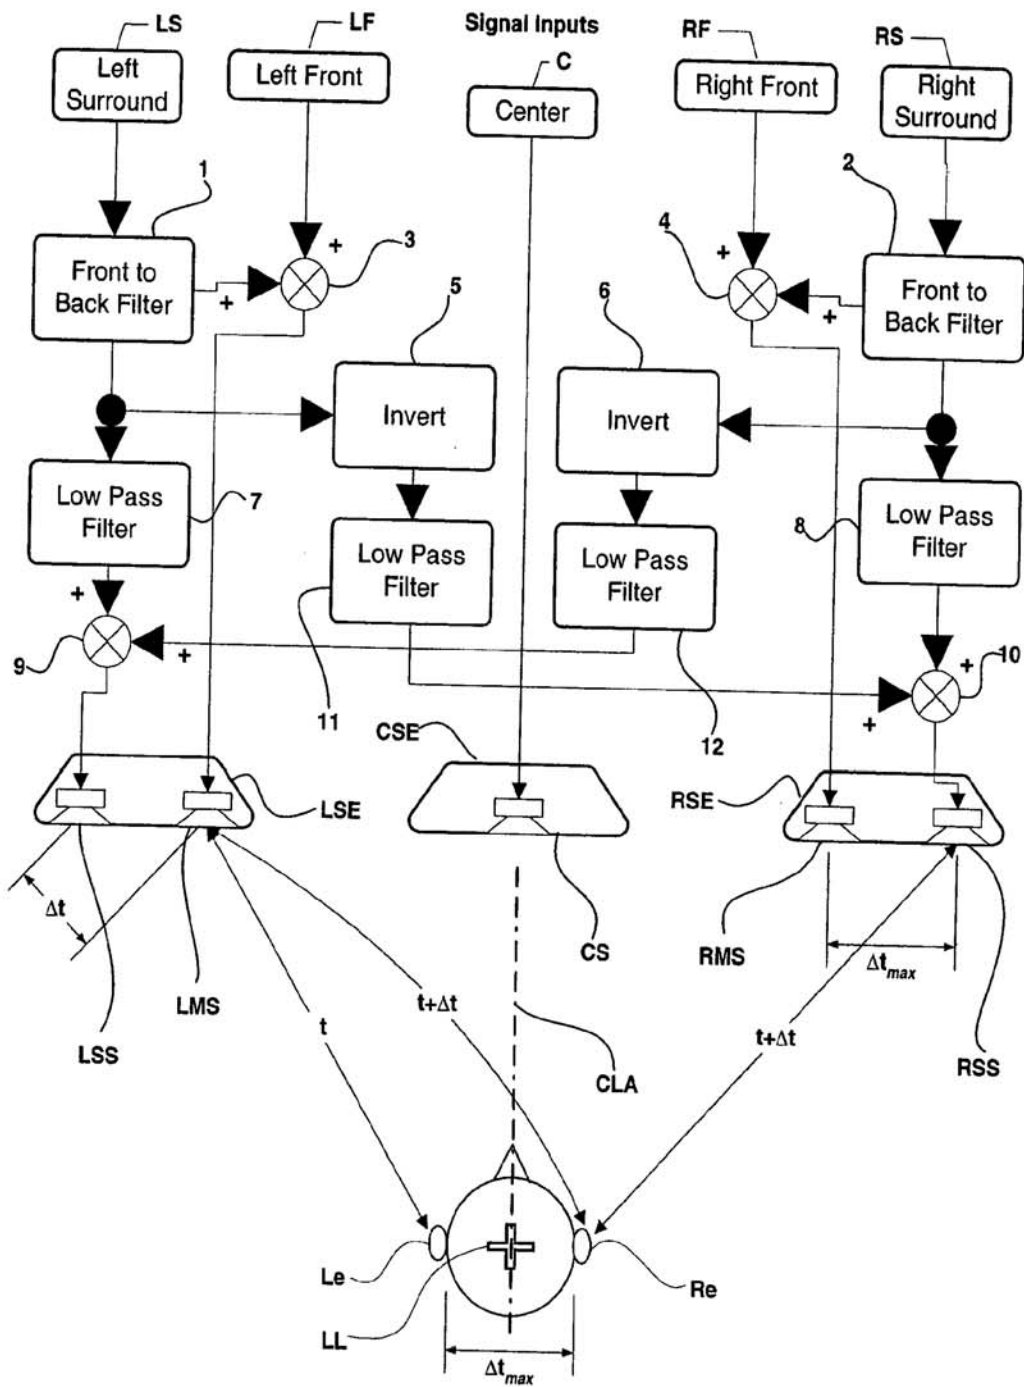 LS
LF
Signal Inputs
RF
RS
C
Left
Surround
Left Front
Center
Right Front
Right
Surround
1
2
3
4
+
+
+
+
Front to
Back Filter
Front to
Back Filter
5
6
Invert
Invert
Low Pass
Filter
7
Low Pass
Filter
8
Low Pass
Filter
Low Pass
Filter
+
+
9
+
10
+
11
12
CSE
LSE
RSE
Δt
CS
RMS
Δtmax
LMS
LSS
t
t+Δt
t+Δt
RSS
CLA
Le
Re
LL
Δtmax